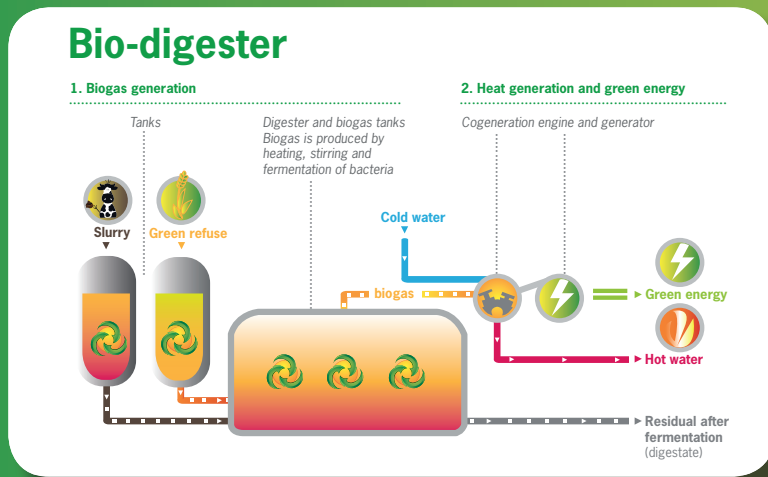 Bio-digester
1. Biogas generation
2. Heat generation and green energy
Tanks
Digester and biogas tanks
Biogas is produced by
heating, stirring and
fermentation of bacteria
Cogeneration engine and generator
Slurry
Green refuse
Cold water
biogas
Green energy
Hot water
Residual after
fermentation
(digestate)